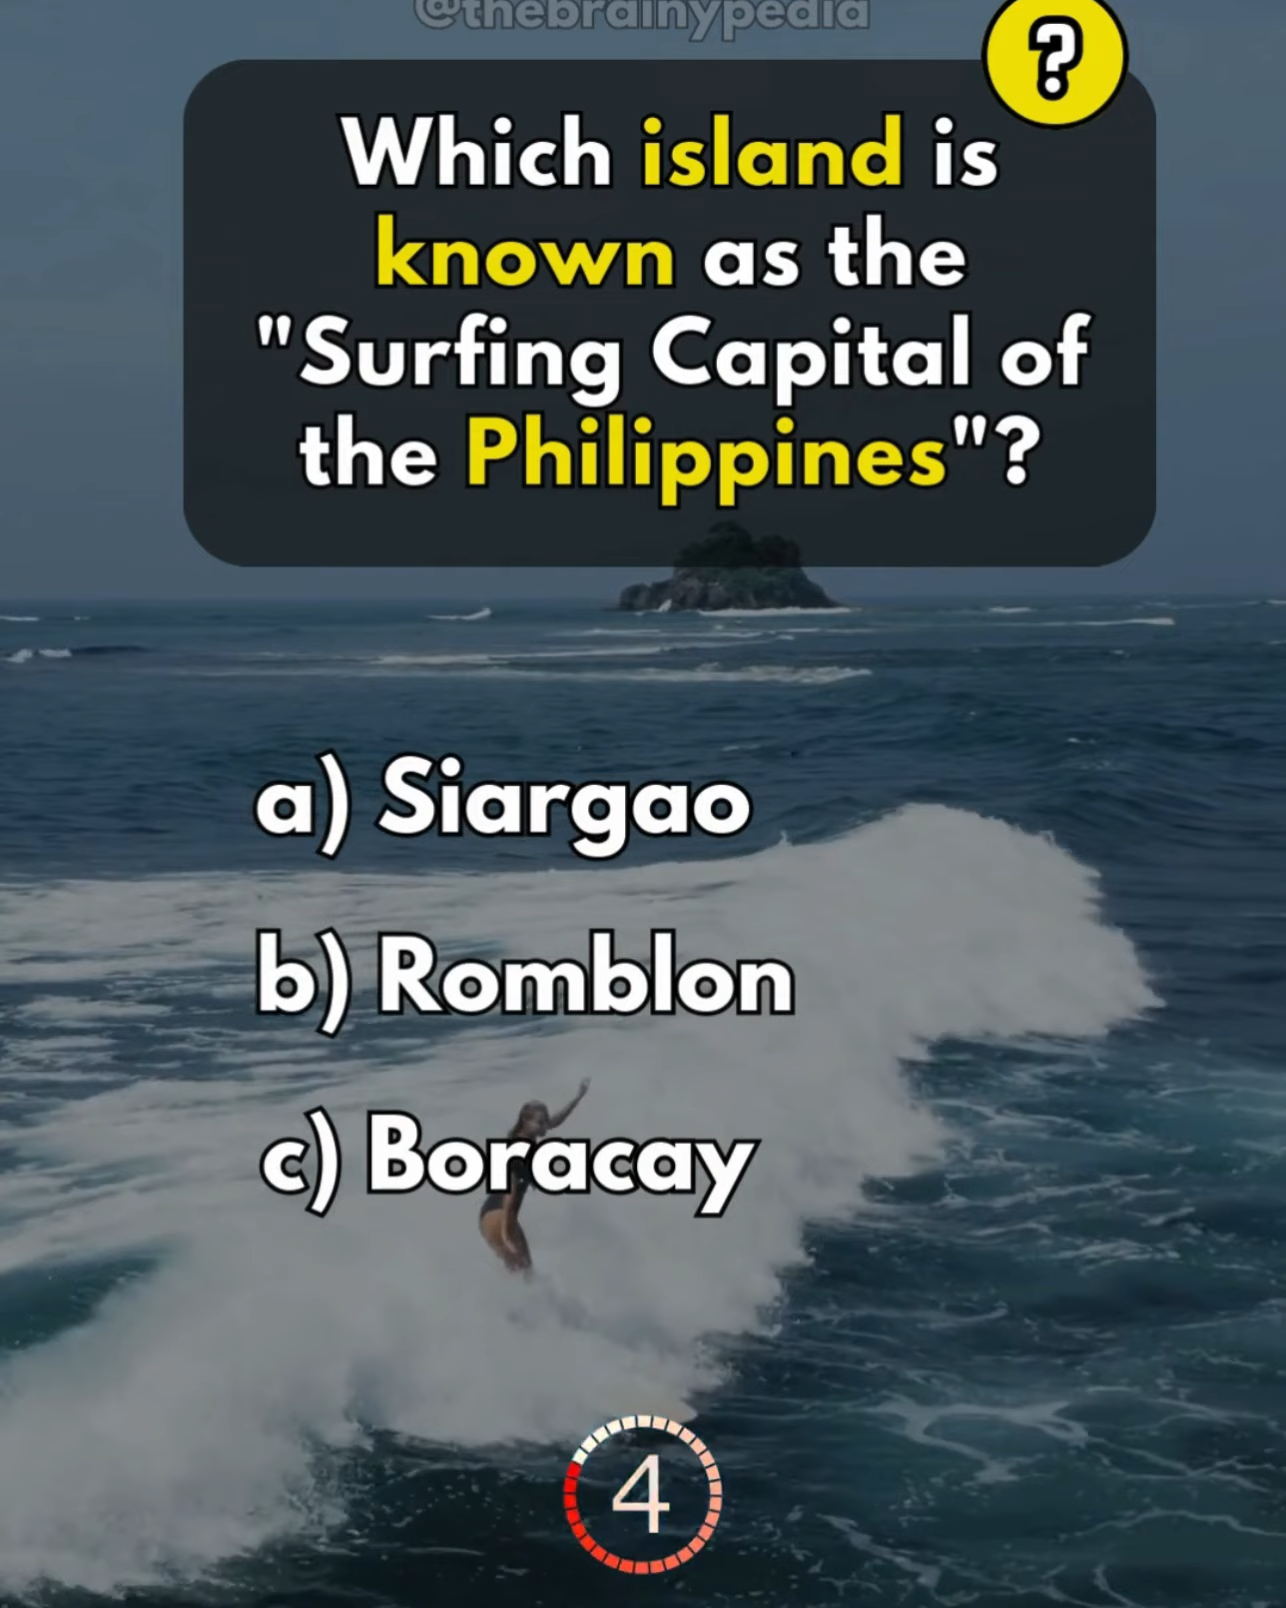 @thebrainypedia
?
Which island is
known as the
"Surfing Capital of
the Philippines"?
a) Siargao
b) Romblon
c) Boracay
4